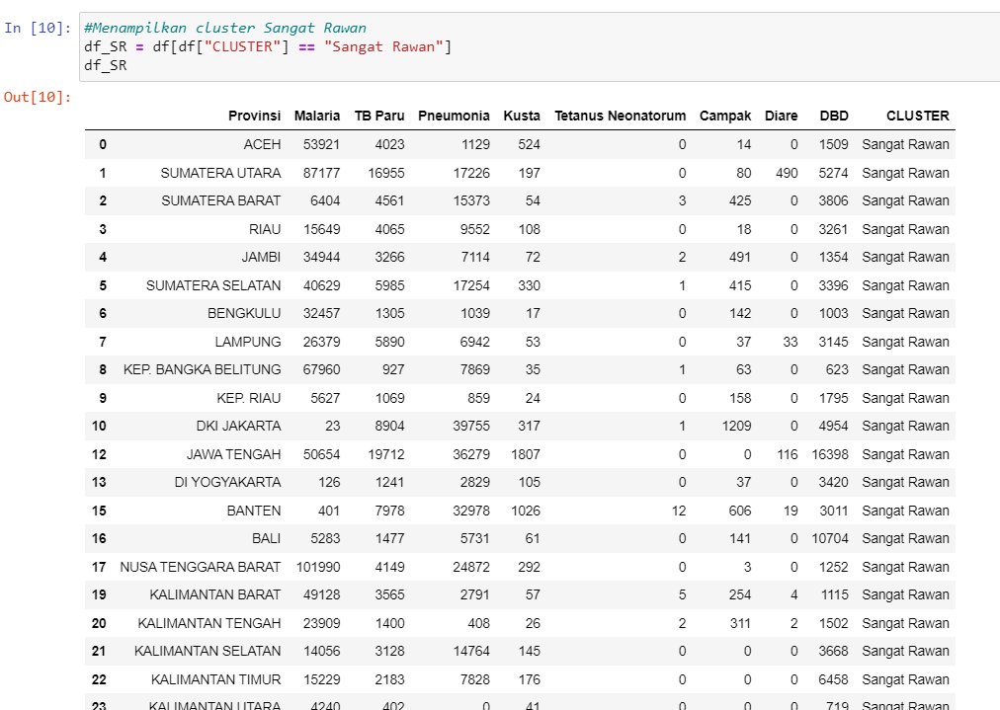 In [10]: #Menampilkan cluster Sangat Rawan
df_SR = df[df["CLUSTER"] == "Sangat Rawan"]
df_SR
Out[10]:
Provinsi Malaria TB Paru Pneumonia Kusta Tetanus Neonatorum Campak Diare DBD CLUSTER
0 ACEH 53921 4023 1129 524 0 14 0 1509 Sangat Rawan
1 SUMATERA UTARA 87177 16955 17226 197 0 80 490 5274 Sangat Rawan
2 SUMATERA BARAT 6404 4561 15373 54 3 425 0 3806 Sangat Rawan
3 RIAU 15649 4065 9552 108 0 18 0 3261 Sangat Rawan
4 JAMBI 34944 3266 7114 72 2 491 0 1354 Sangat Rawan
5 SUMATERA SELATAN 40629 5985 17254 330 1 415 0 3396 Sangat Rawan
6 BENGKULU 32457 1305 1039 17 0 142 0 1003 Sangat Rawan
7 LAMPUNG 26379 5890 6942 53 0 37 33 3145 Sangat Rawan
8 KEP. BANGKA BELITUNG 67960 927 7869 35 1 63 0 623 Sangat Rawan
9 KEP. RIAU 5627 1069 859 24 0 158 0 1795 Sangat Rawan
10 DKI JAKARTA 23 8904 39755 317 1 1209 0 4954 Sangat Rawan
12 JAWA TENGAH 50654 19712 36279 1807 0 0 116 16398 Sangat Rawan
13 DI YOGYAKARTA 126 1241 2829 105 0 37 0 3420 Sangat Rawan
15 BANTEN 401 7978 32978 1026 12 606 19 3011 Sangat Rawan
16 BALI 5283 1477 5731 61 0 141 0 10704 Sangat Rawan
17 NUSA TENGGARA BARAT 101990 4149 24872 292 0 3 0 1252 Sangat Rawan
19 KALIMANTAN BARAT 49128 3565 2791 57 5 254 4 1115 Sangat Rawan
20 KALIMANTAN TENGAH 23909 1400 408 26 2 311 2 1502 Sangat Rawan
21 KALIMANTAN SELATAN 14056 3128 14764 145 0 0 0 3668 Sangat Rawan
22 KALIMANTAN TIMUR 15229 2183 7828 176 0 0 0 6458 Sangat Rawan
23 KALIMANTAN UTARA 4240 402 0 41 0 0 0 719 Sangat Rawan